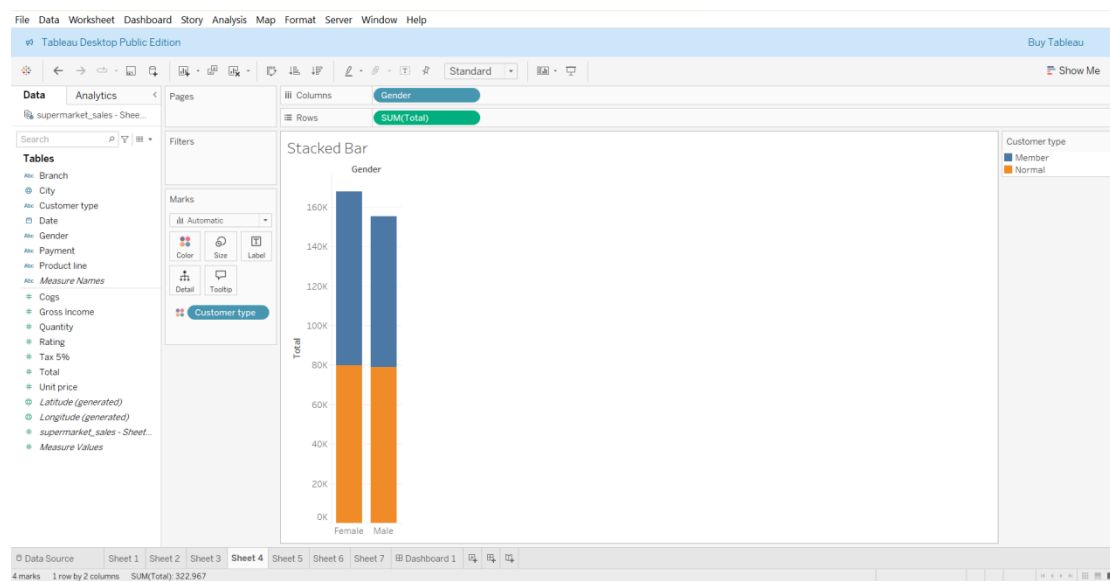 File Data Worksheet Dashboard Story Analysis Map Format Server Window Help
Tableau Desktop Public Edition
Buy Tableau
Standard
Show Me
Data Analytics
supermarket_sales - Shee...
Search
Tables
Abc Branch
City
Abc Customer type
Date
Abc Gender
Abc Payment
Abc Product line
Abc Measure Names
# Cogs
# Gross Income
# Quantity
# Rating
# Tax 5%
# Total
# Unit price
Latitude (generated)
Longitude (generated)
# supermarket_sales - Sheet...
# Measure Values
Pages
Filters
Marks
Automatic
Color Size Label
Detail Tooltip
Customer type
Columns Gender
Rows SUM(Total)
Stacked Bar
Gender
160K
140K
120K
100K
80K
60K
40K
20K
0K
Total
Female Male
Customer type
Member
Normal
Data Source Sheet 1 Sheet 2 Sheet 3 Sheet 4 Sheet 5 Sheet 6 Sheet 7 Dashboard 1
4 marks 1 row by 2 columns SUM(Total): 322,967